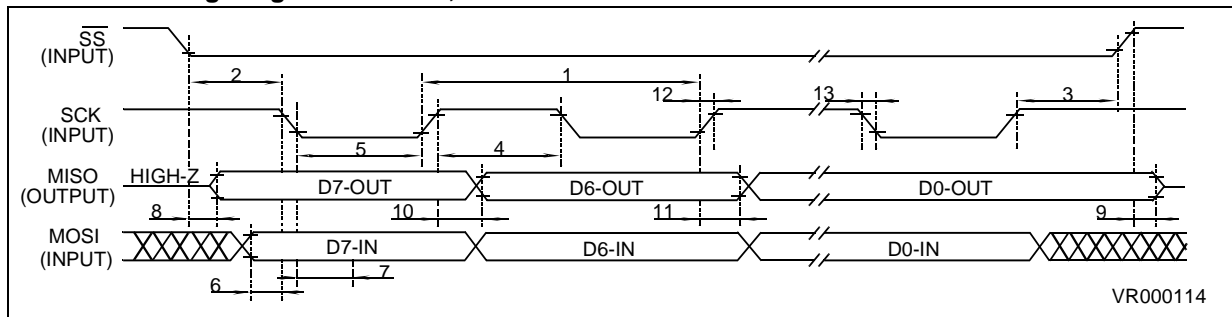 SS
(INPUT)
2
1
12
13
3
SCK
(INPUT)
5
4
MISO
(OUTPUT)
HIGH-Z
D7-OUT
D6-OUT
D0-OUT
8
10
11
9
MOSI
(INPUT)
D7-IN
D6-IN
D0-IN
7
6
VR000114